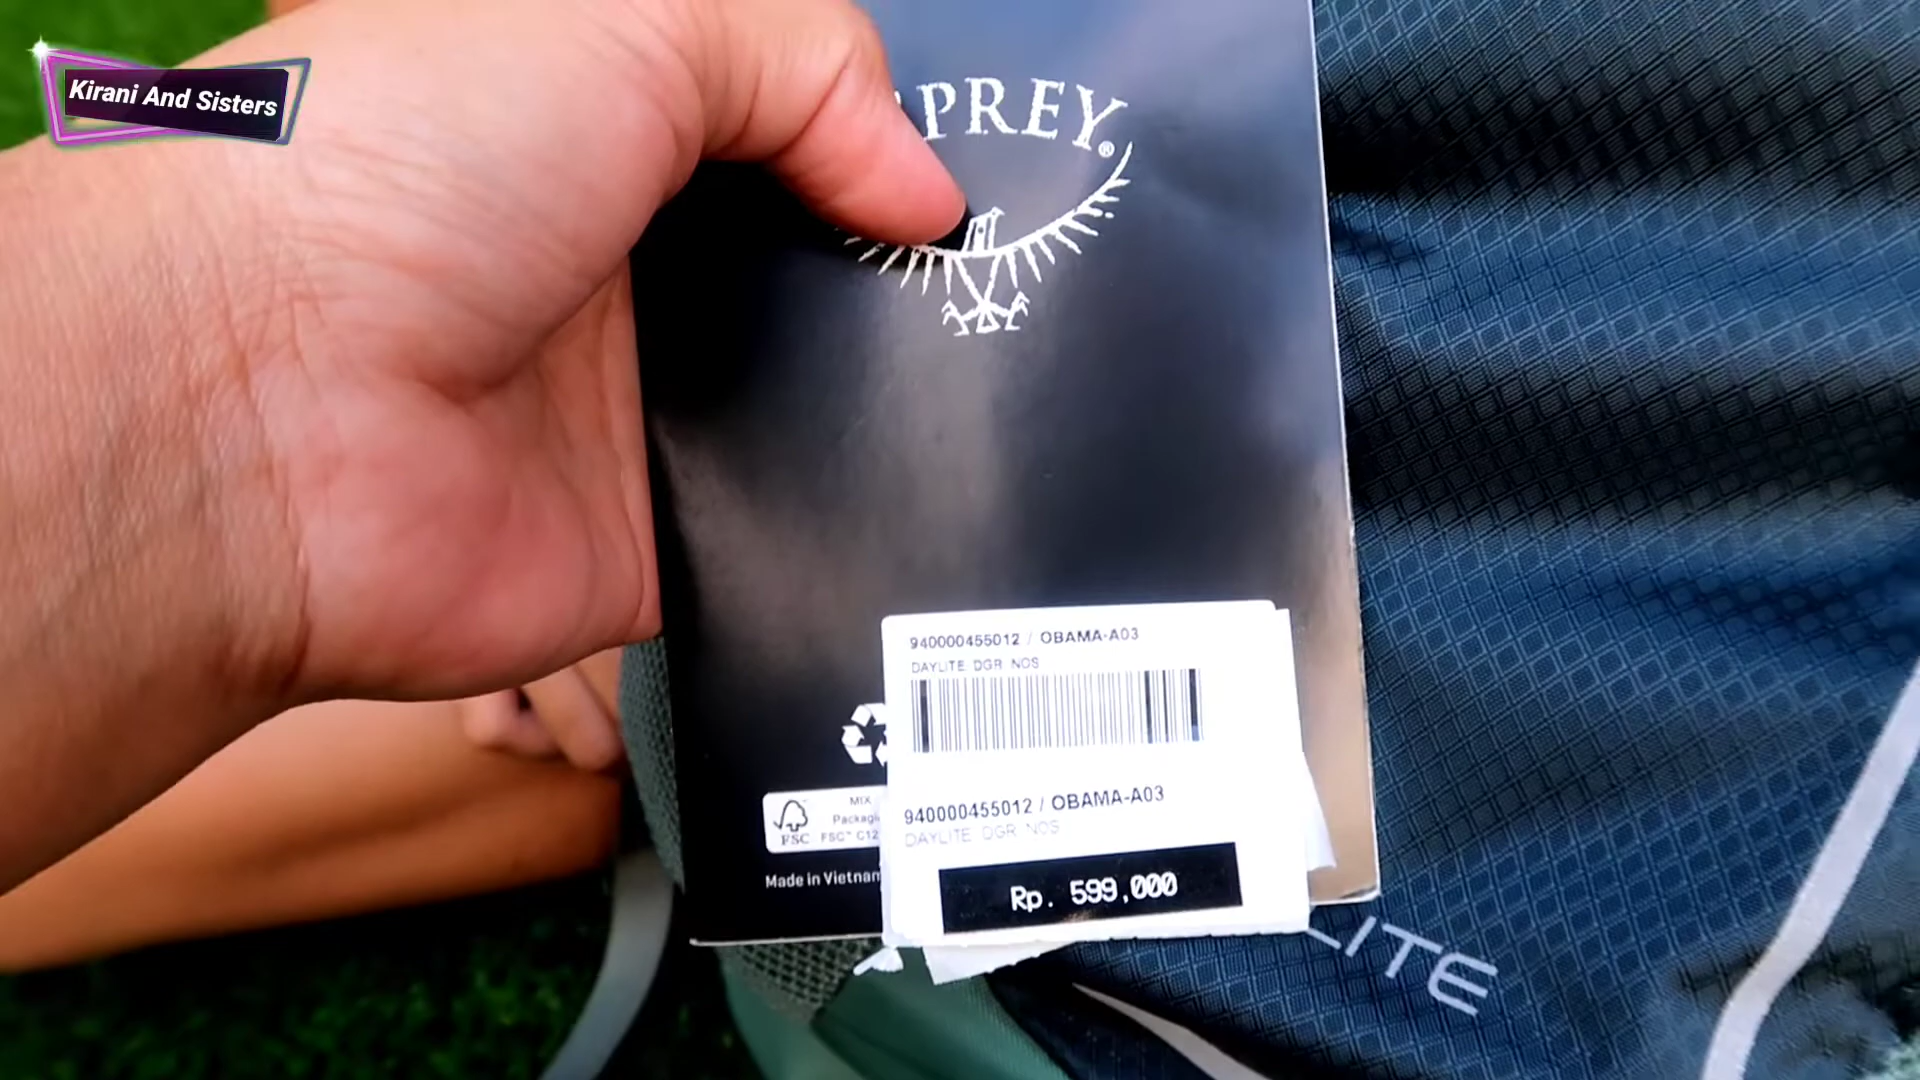 Kirani And Sisters
PREY®
940000455012 / OBAMA-A03
DAYLITE DGR NOS
940000455012 / OBAMA-A03
DAYLITE DGR NOS
MIX
Packagi
FSC FSC™ C12
Made in Vietnam
Rp. 599,000
LITE